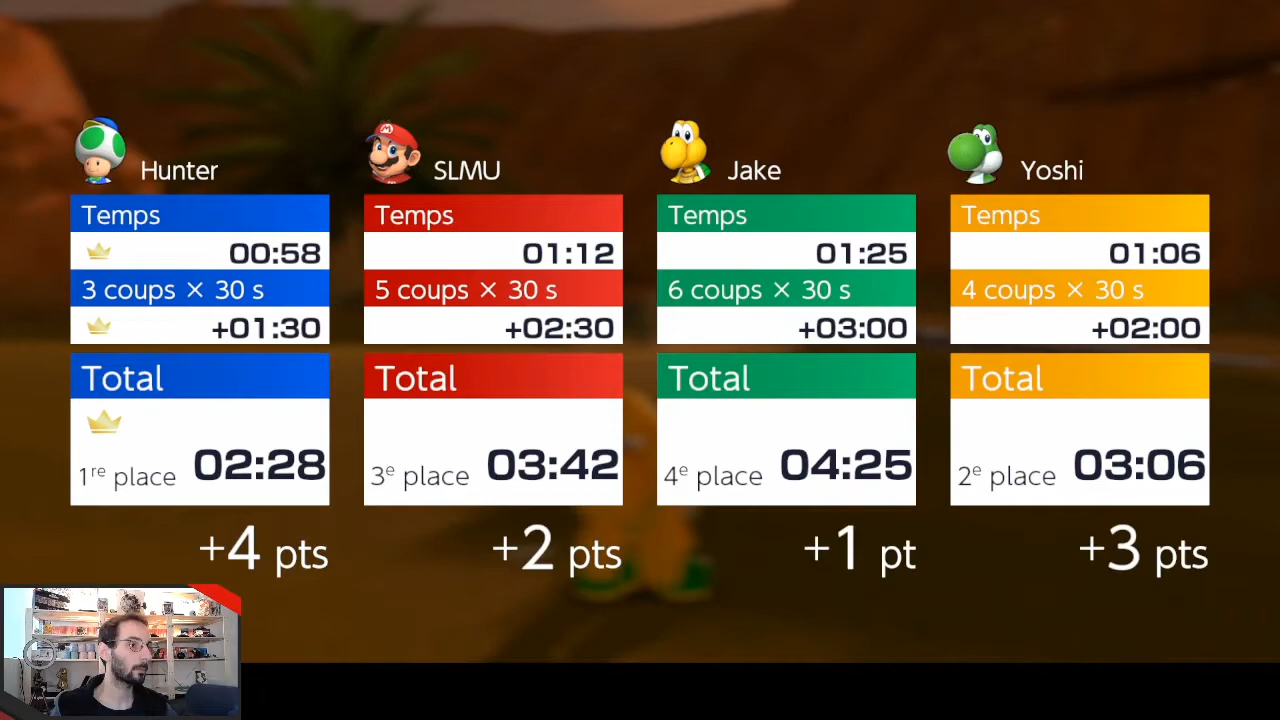 Hunter
Temps
00:58
3 coups × 30 s
+01:30
Total
1re place 02:28
+4 pts
SLMU
Temps
01:12
5 coups × 30 s
+02:30
Total
3e place 03:42
+2 pts
Jake
Temps
01:25
6 coups × 30 s
+03:00
Total
4e place 04:25
+1 pt
Yoshi
Temps
01:06
4 coups × 30 s
+02:00
Total
2e place 03:06
+3 pts